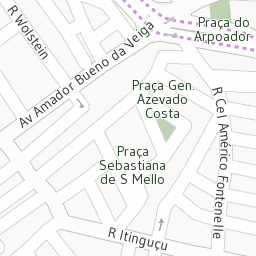 R Wolstein
Praça do
Arpoador
Av Amador Bueno da Veiga
Praça Gen.
Azevado
Costa
R Cel Américo Fontenelle
Praça
Sebastiana
de S Mello
R Itinguçu